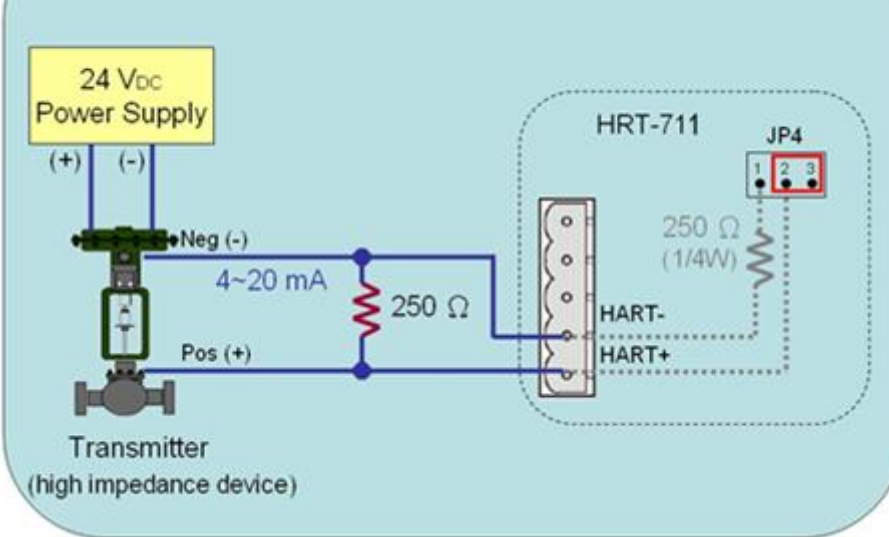 24 VDC
Power Supply
(+) (-)
Neg (-)
4~20 mA
250 Ω
Pos (+)
Transmitter
(high impedance device)
HRT-711
JP4
1 2 3
250 Ω
(1/4W)
HART-
HART+